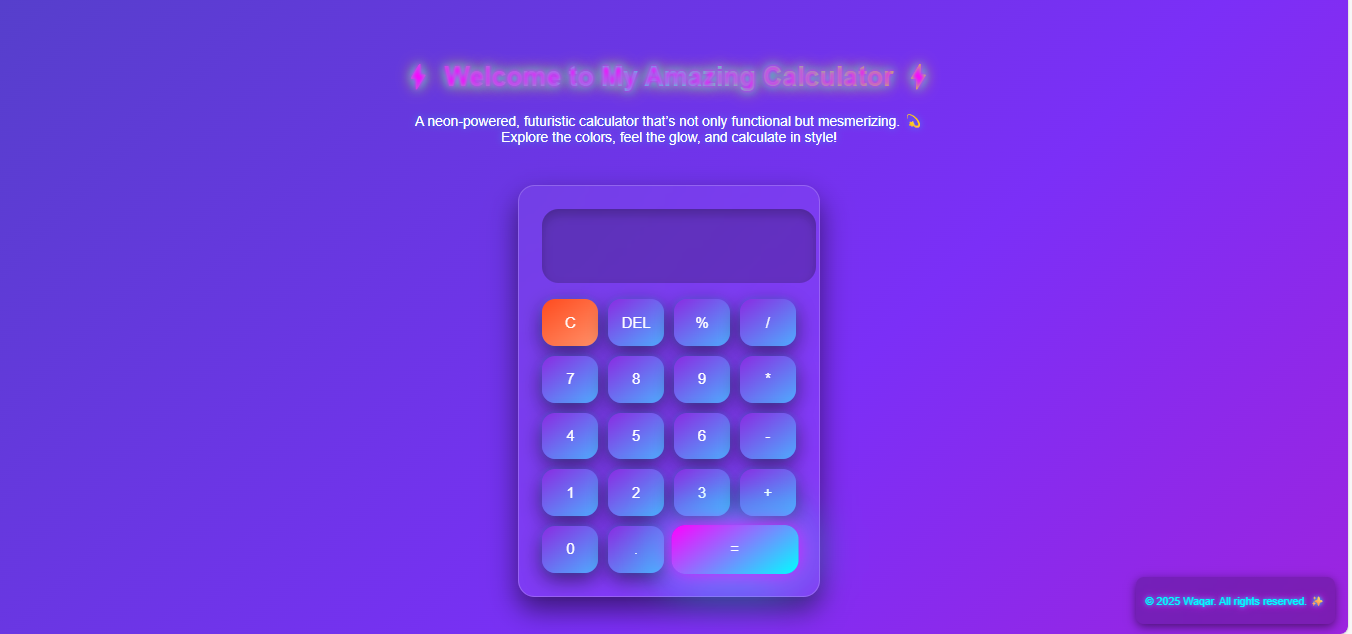 ⚡ Welcome to My Amazing Calculator ⚡
A neon-powered, futuristic calculator that's not only functional but mesmerizing. 💫
Explore the colors, feel the glow, and calculate in style!
C DEL % /
7 8 9 *
4 5 6 -
1 2 3 +
0 . =
© 2025 Waqar. All rights reserved. ✨